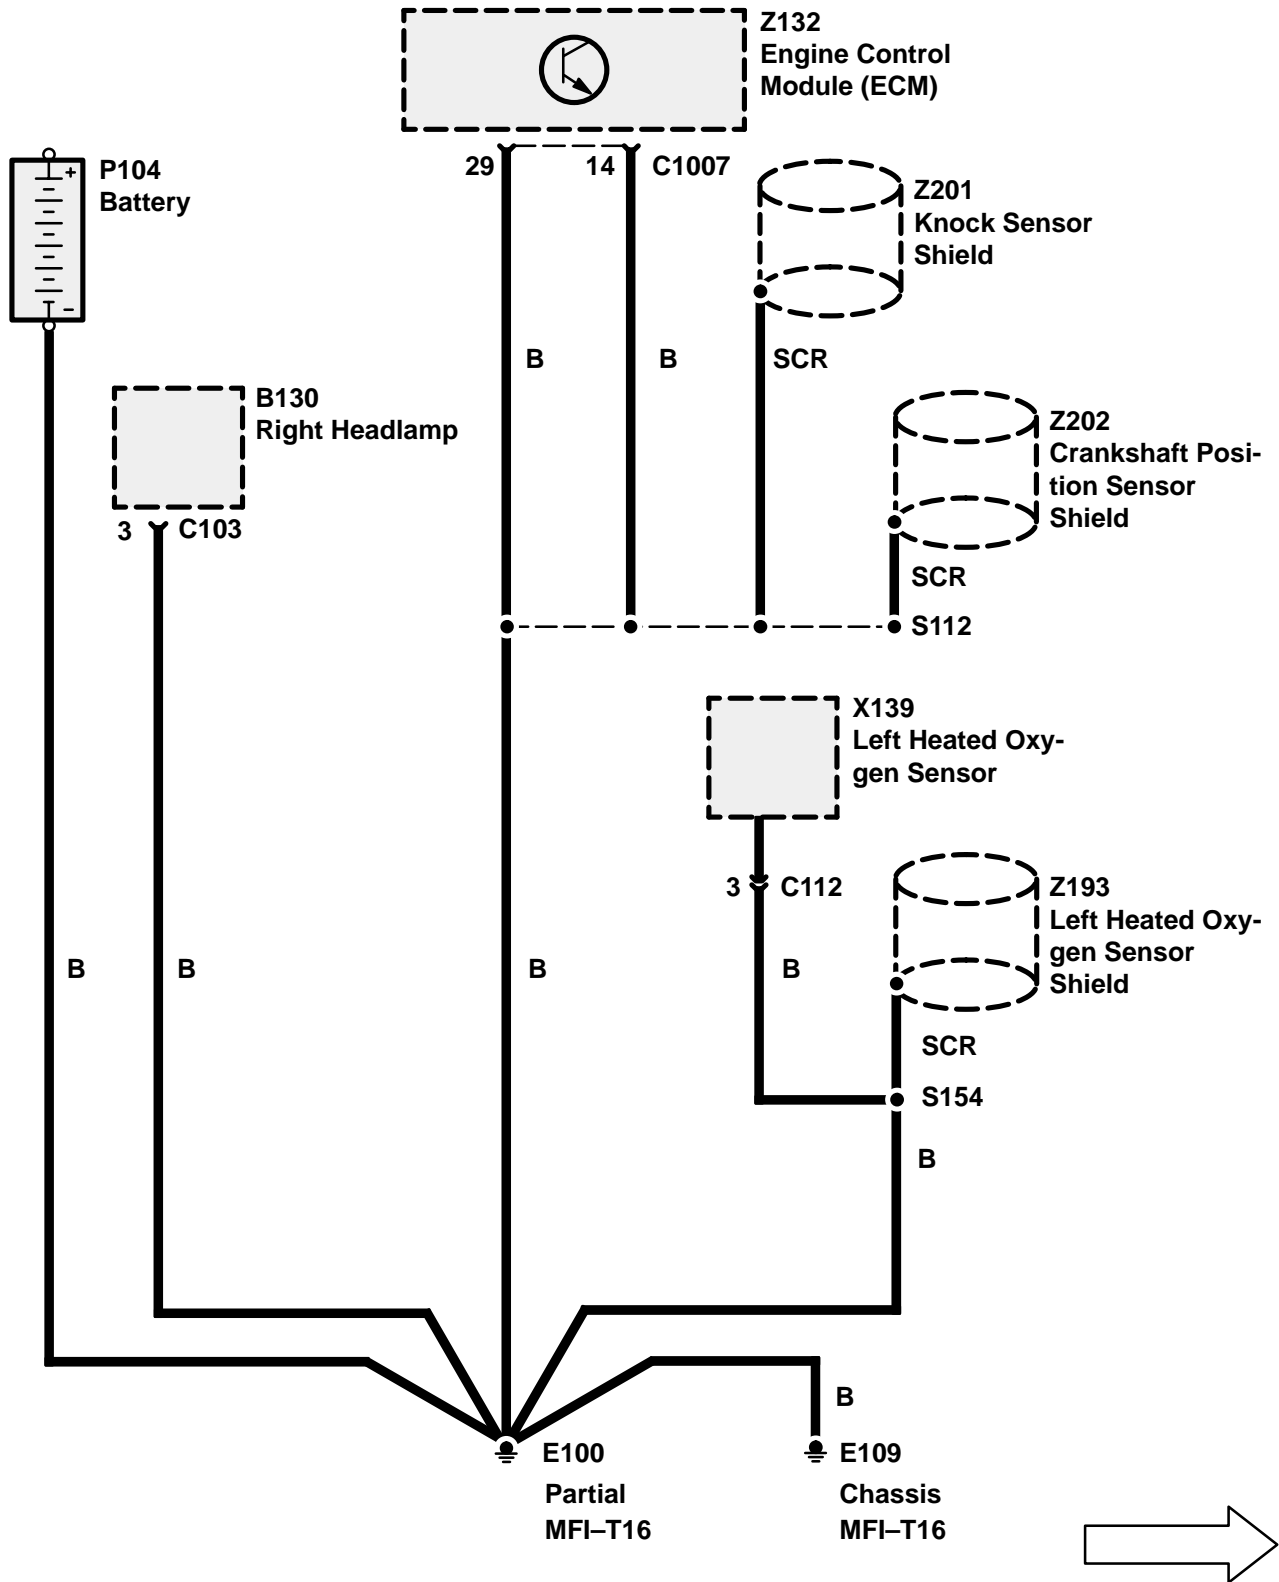 Z132
Engine Control
Module (ECM)
29
14
C1007
P104
Battery
+
–
Z201
Knock Sensor
Shield
B
B
SCR
B130
Right Headlamp
3
C103
Z202
Crankshaft Posi-
tion Sensor
Shield
SCR
S112
X139
Left Heated Oxy-
gen Sensor
3
C112
Z193
Left Heated Oxy-
gen Sensor
Shield
B
B
B
B
SCR
S154
B
B
E100
Partial
MFI–T16
E109
Chassis
MFI–T16